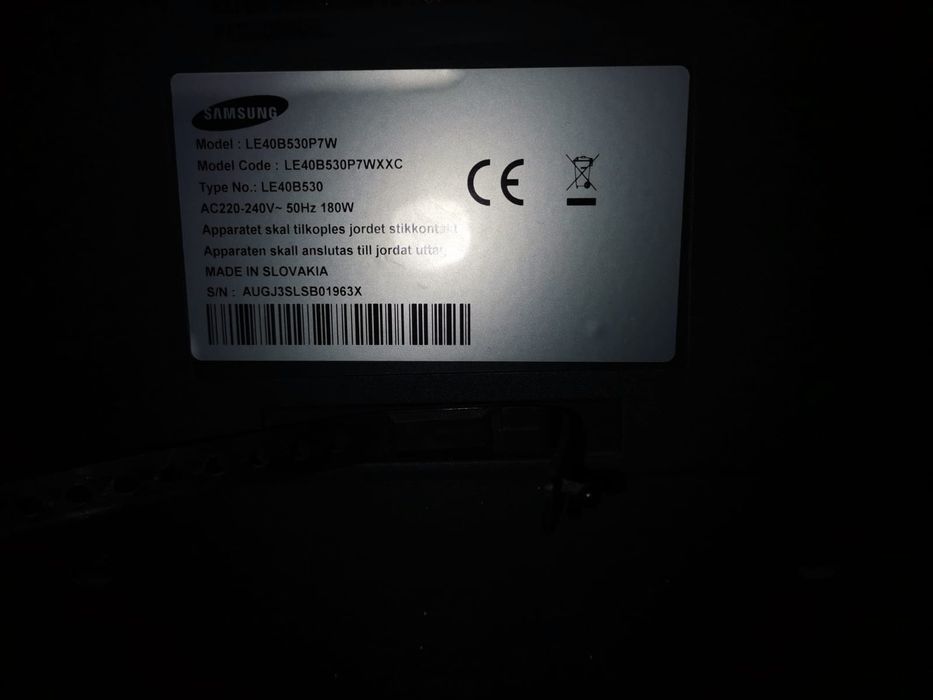 SAMSUNG
Model : LE40B530P7W
Model Code : LE40B530P7WXXC
Type No.: LE40B530
AC220-240V~ 50Hz 180W
Apparatet skal tilkoples jordet stikkontakt
Apparaten skall anslutas till jordat uttag
MADE IN SLOVAKIA
S/N : AUGJ3SLSB01963X
CE